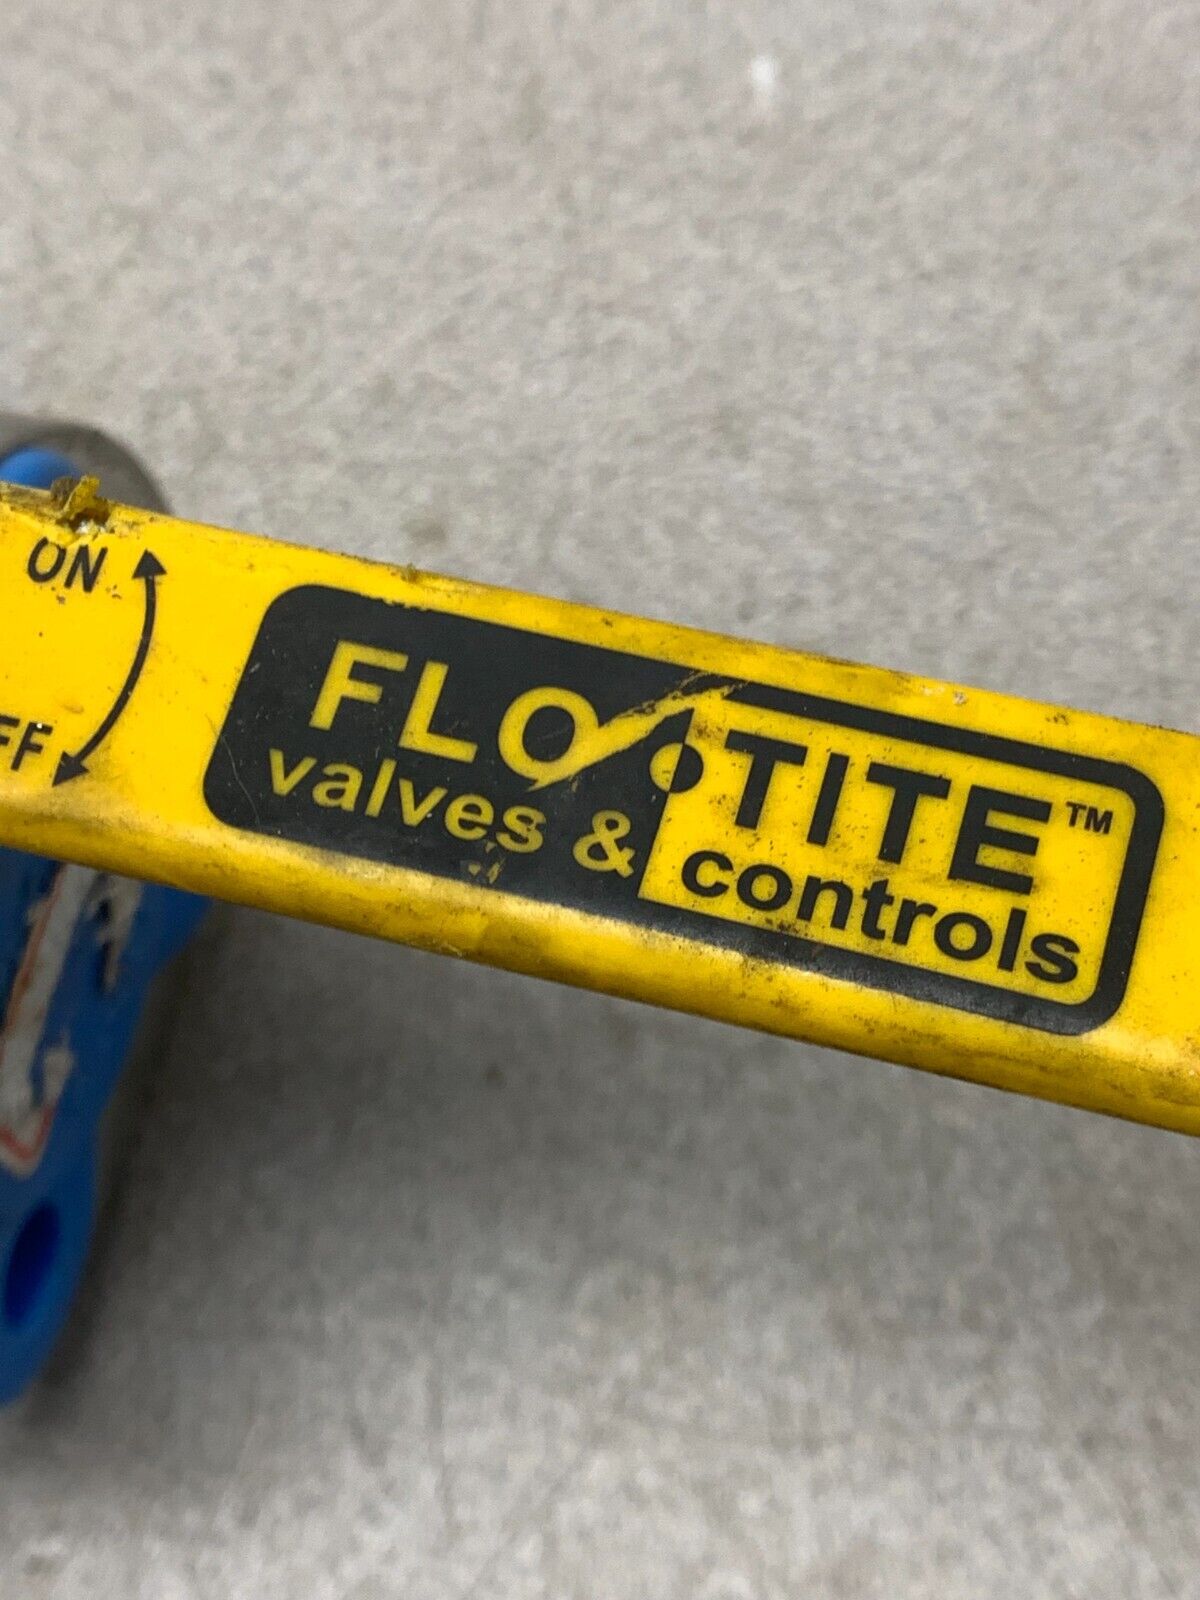 ON
FF
FLO•TITE™
valves & controls